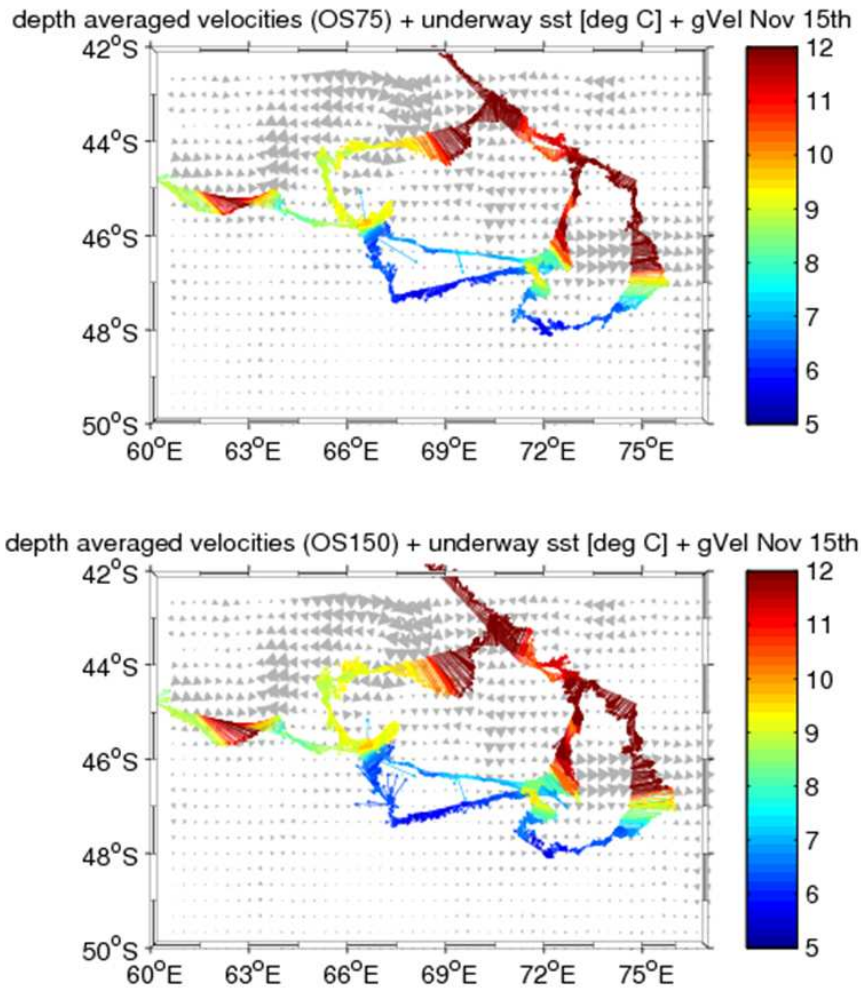 depth averaged velocities (OS75) + underway sst [deg C] + gVel Nov 15th
42°S
44°S
46°S
48°S
50°S
60°E 63°E 66°E 69°E 72°E 75°E
12
11
10
9
8
7
6
5
depth averaged velocities (OS150) + underway sst [deg C] + gVel Nov 15th
42°S
44°S
46°S
48°S
50°S
60°E 63°E 66°E 69°E 72°E 75°E
12
11
10
9
8
7
6
5